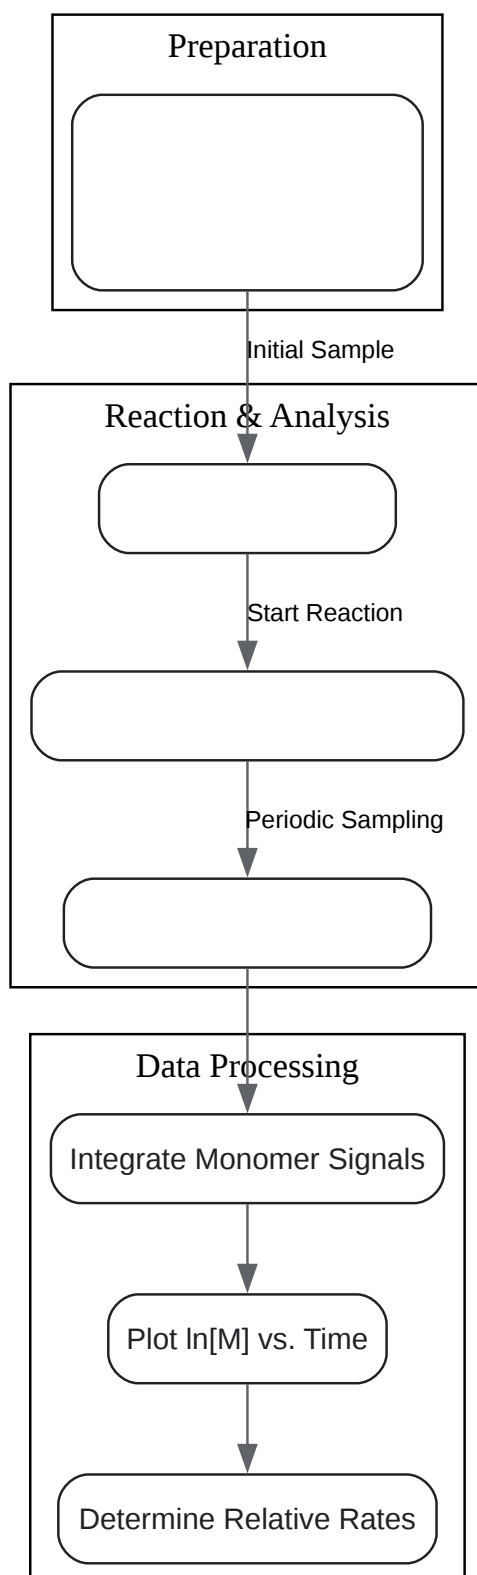 Preparation
Initial Sample
Reaction & Analysis
Start Reaction
Periodic Sampling
Data Processing
Integrate Monomer Signals
Plot ln[M] vs. Time
Determine Relative Rates